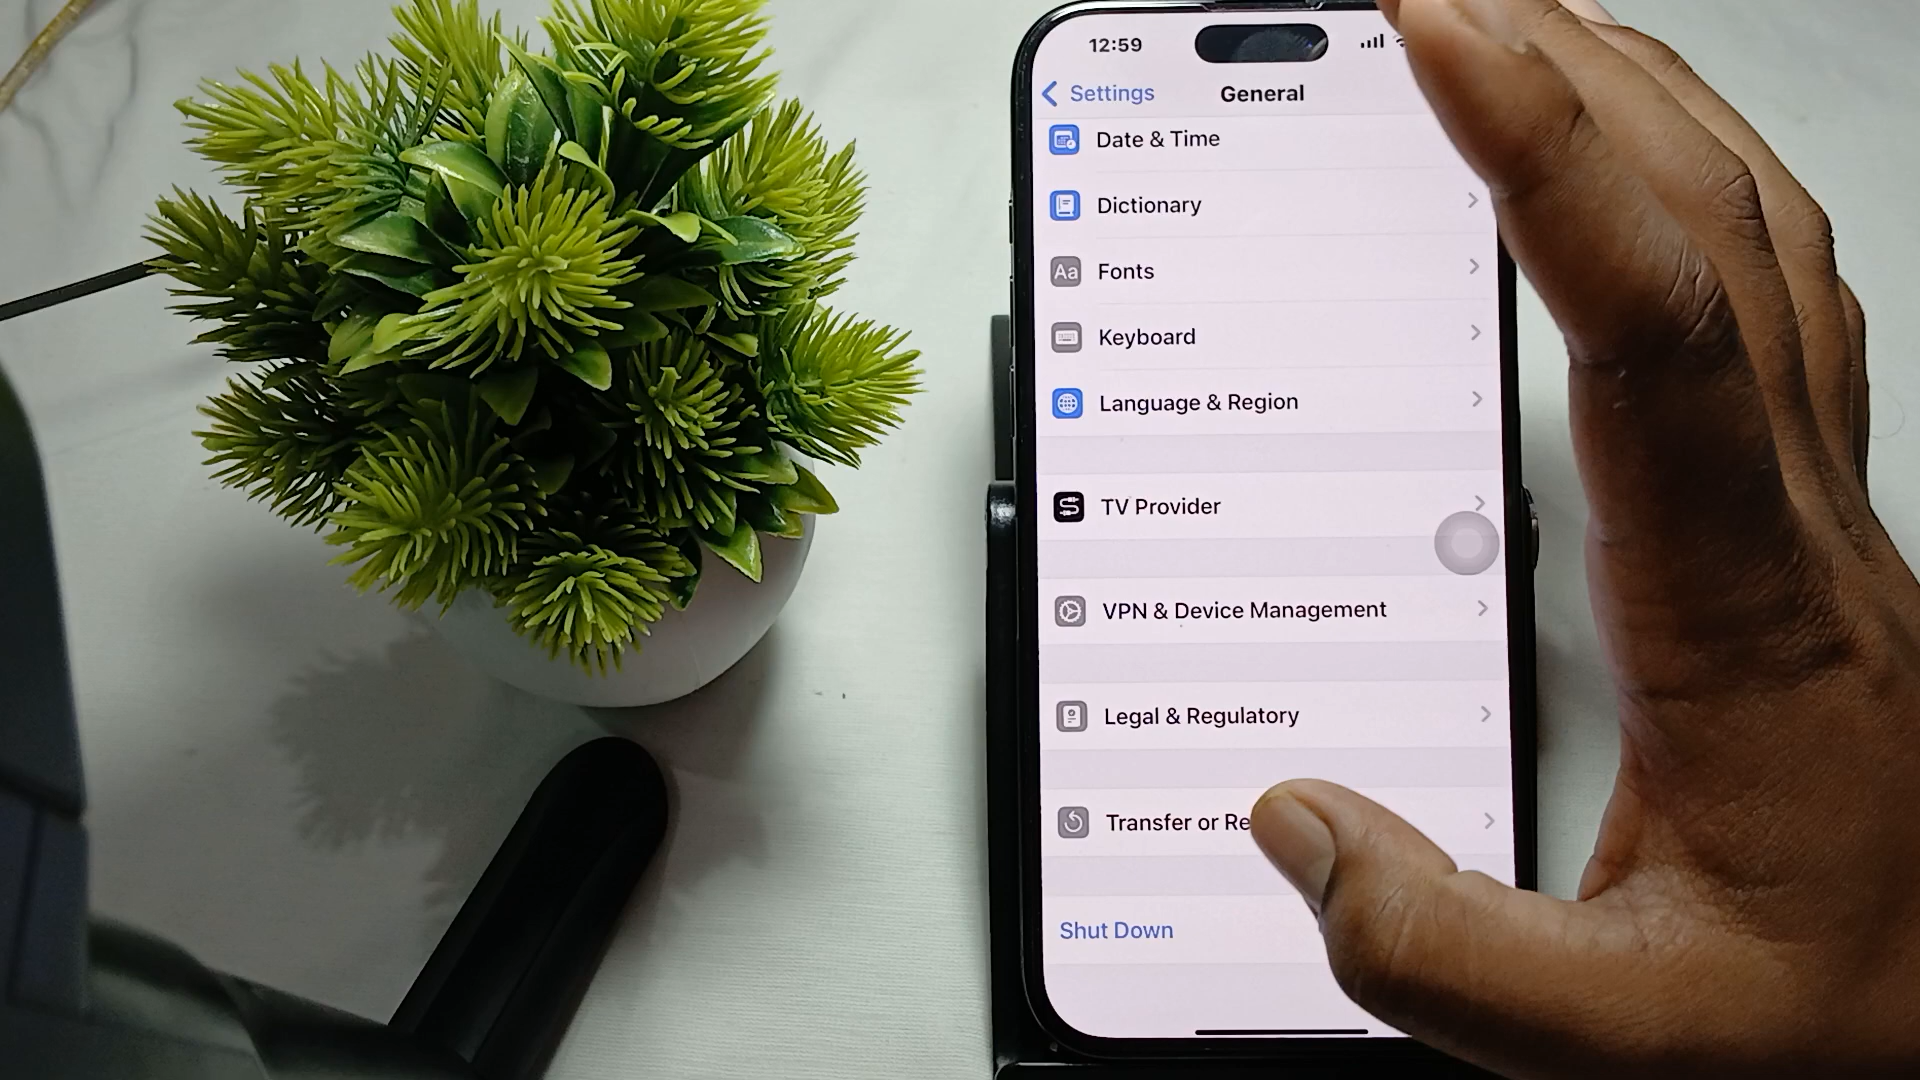 12:59
Settings
General
Date & Time
Dictionary
Aa
Fonts
Keyboard
Language & Region
TV Provider
VPN & Device Management
Legal & Regulatory
Transfer or Re
Shut Down